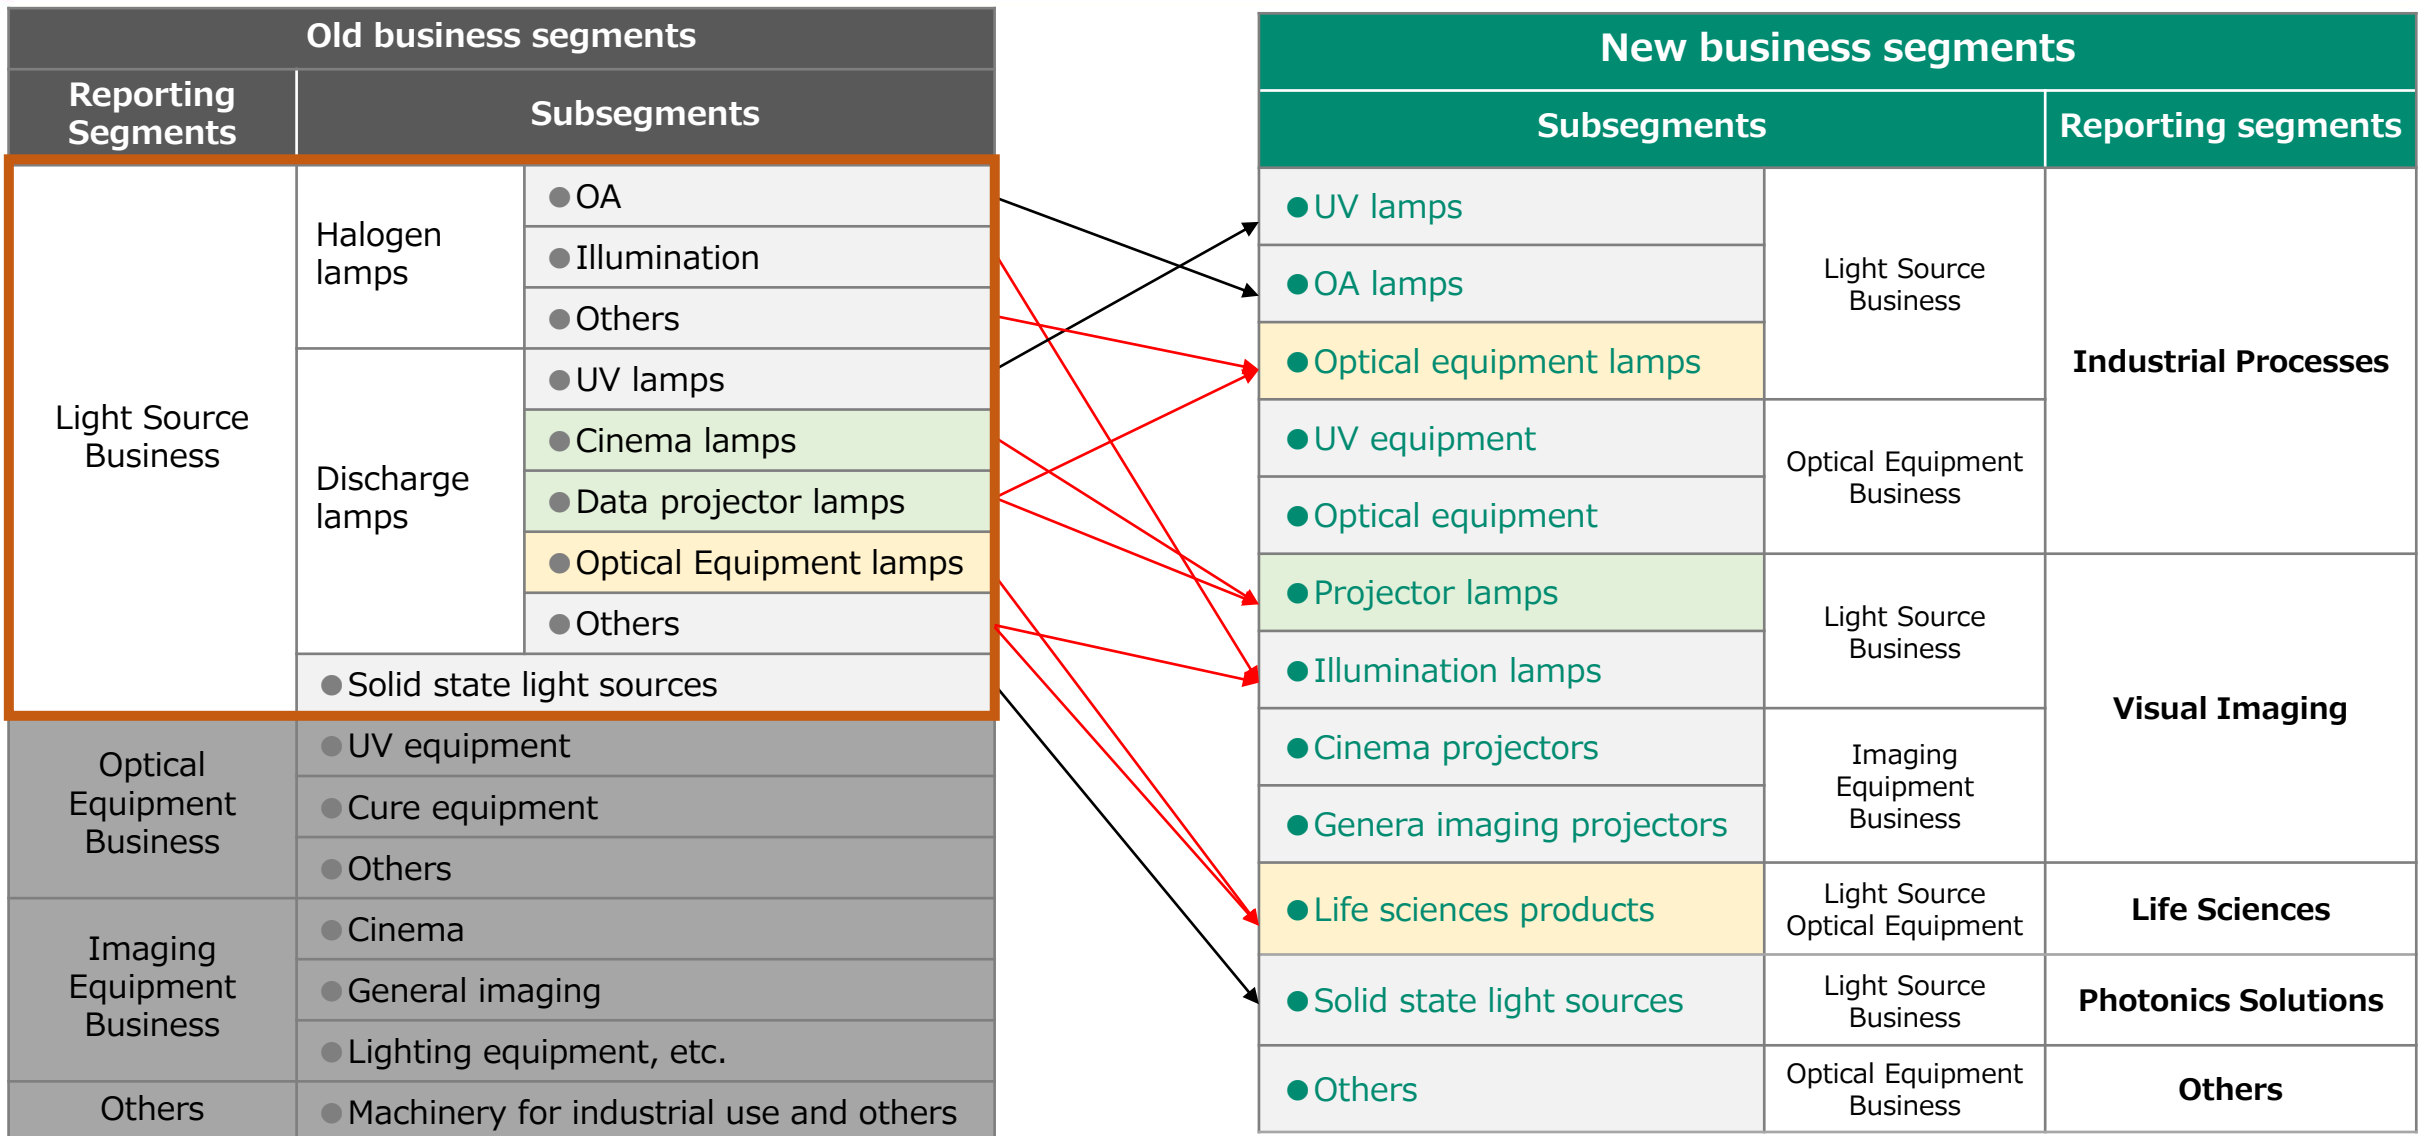 Old business segments
Reporting
Segments
Subsegments
Light Source
Business
Halogen
lamps
●OA
●Illumination
●Others
Discharge
lamps
●UV lamps
●Cinema lamps
●Data projector lamps
●Optical Equipment lamps
●Others
●Solid state light sources
Optical
Equipment
Business
●UV equipment
●Cure equipment
●Others
Imaging
Equipment
Business
●Cinema
●General imaging
●Lighting equipment, etc.
Others
●Machinery for industrial use and others
New business segments
Subsegments
Reporting segments
●UV lamps
●OA lamps
●Optical equipment lamps
Light Source
Business
Industrial Processes
●UV equipment
●Optical equipment
Optical Equipment
Business
●Projector lamps
●Illumination lamps
Light Source
Business
Visual Imaging
●Cinema projectors
●Genera imaging projectors
Imaging
Equipment
Business
●Life sciences products
Light Source
Optical Equipment
Life Sciences
●Solid state light sources
Light Source
Business
Photonics Solutions
●Others
Optical Equipment
Business
Others